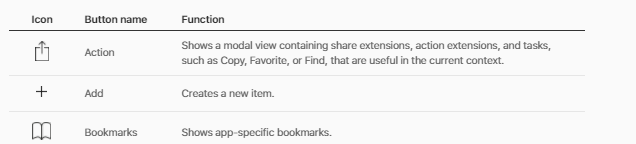 Icon Button name Function
Action Shows a modal view containing share extensions, action extensions, and tasks,
such as Copy, Favorite, or Find, that are useful in the current context.
Add Creates a new item.
Bookmarks Shows app-specific bookmarks.